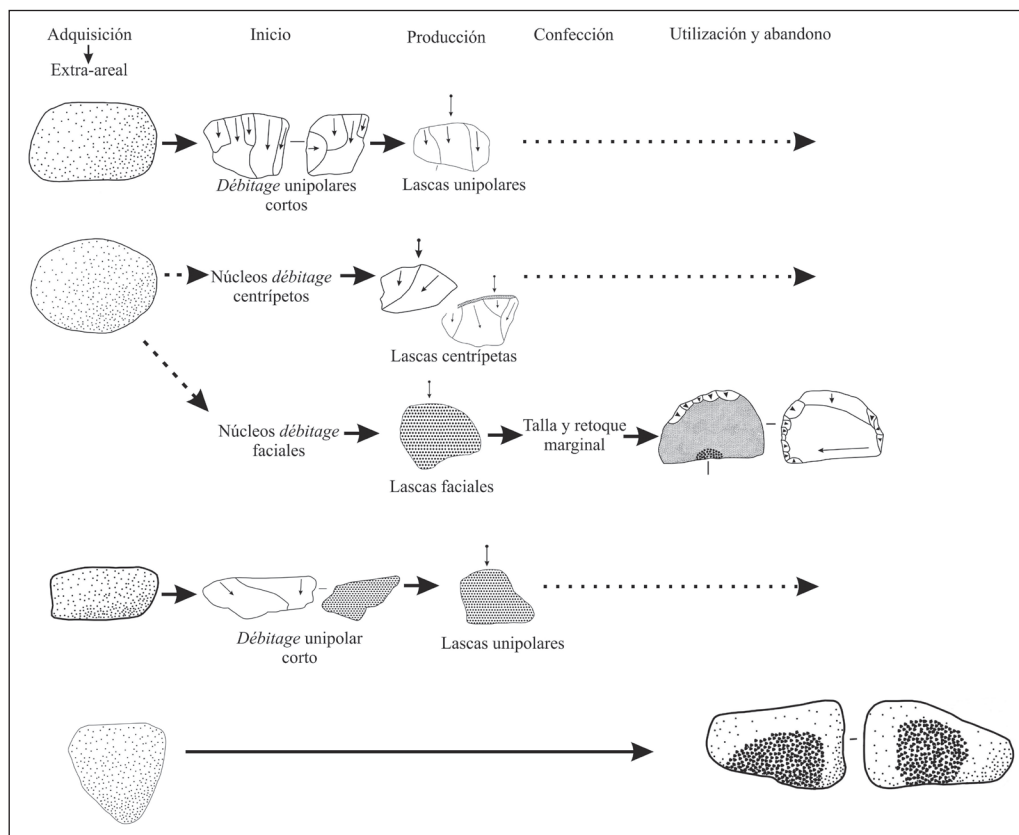 Adquisición
Inicio
Producción
Confección
Utilización y abandono
Extra-areal
Débitage unipolares
cortos
Lascas unipolares
Núcleos débitage
centrípetos
Lascas centrípetas
Núcleos débitage
faciales
Lascas faciales
Talla y retoque
marginal
Débitage unipolar
corto
Lascas unipolares